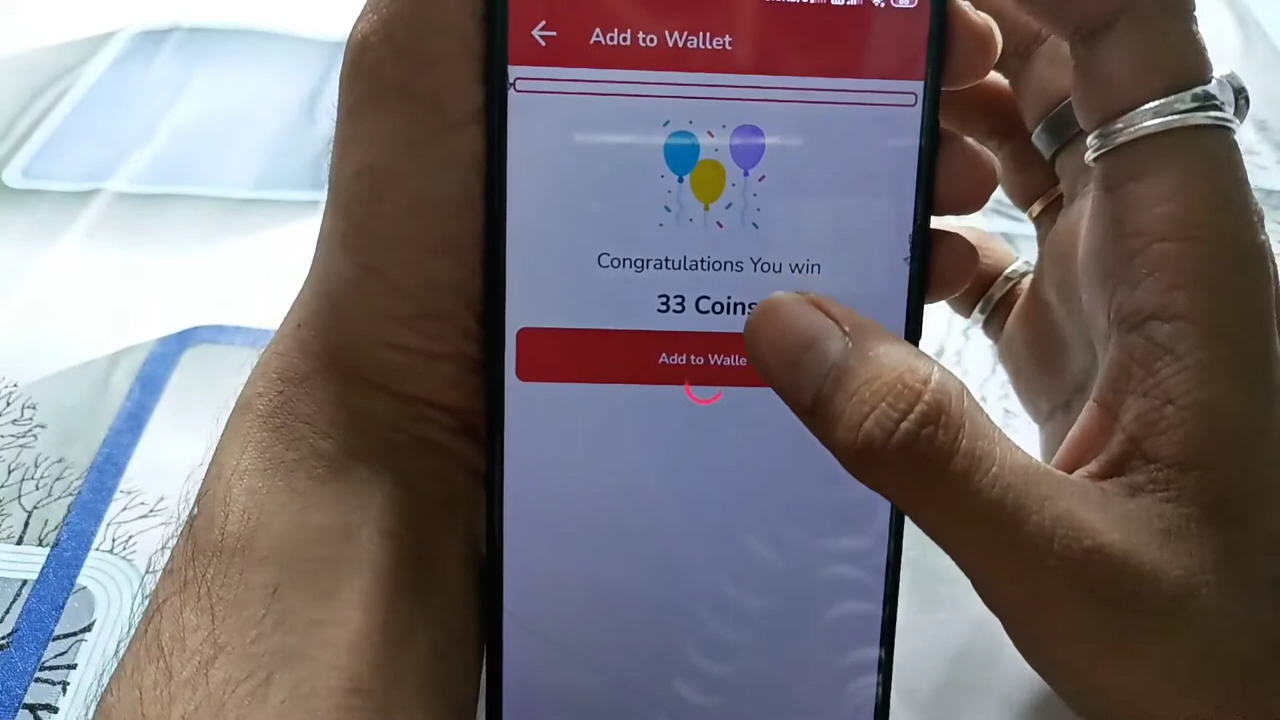 Add to Wallet
Congratulations You win
33 Coins
Add to Walle